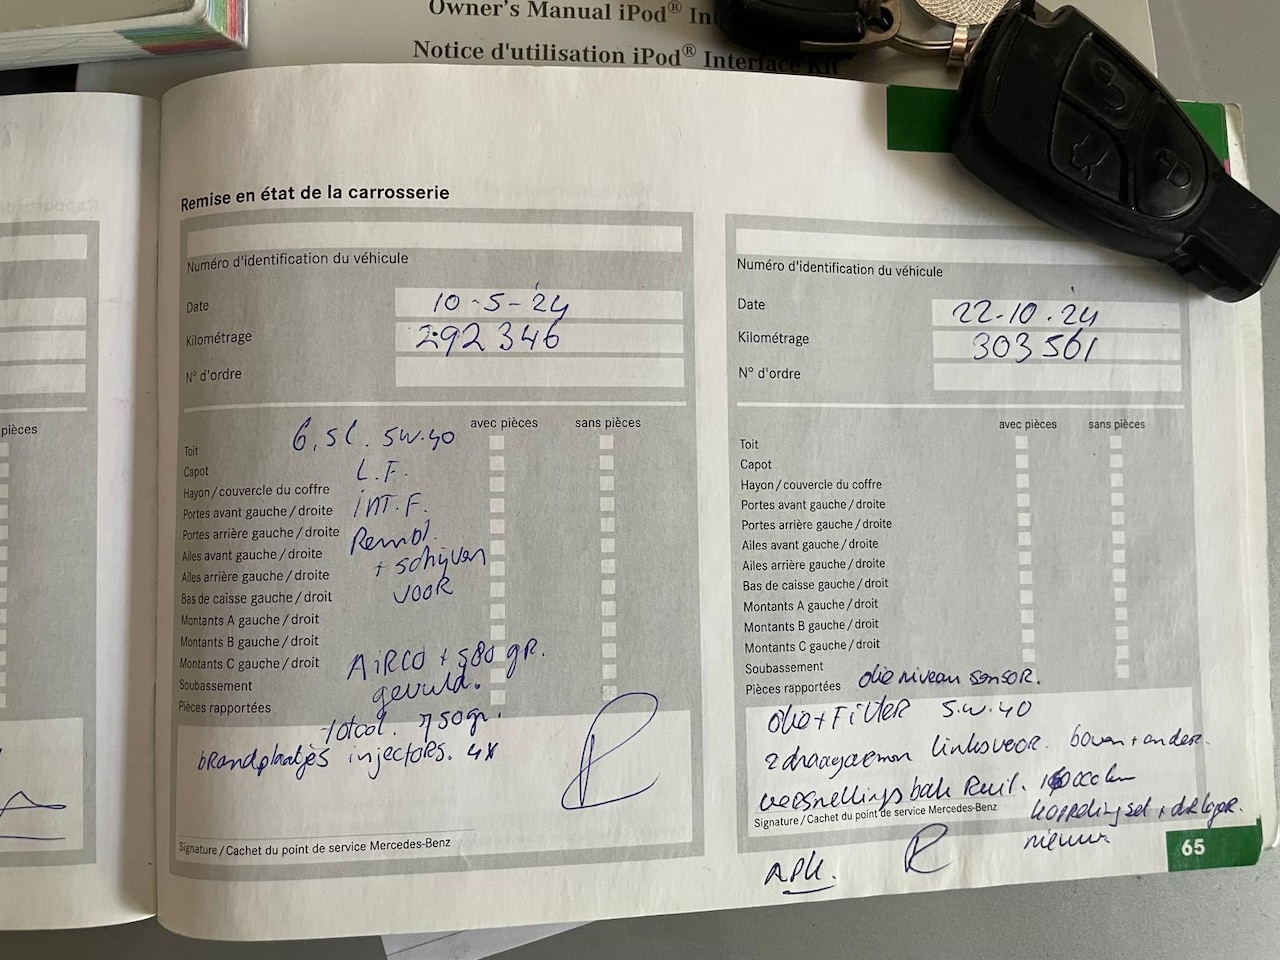 Owner's Manual iPod® In
Notice d'utilisation iPod® Interface Kit
pièces
Remise en état de la carrosserie
Numéro d'identification du véhicule
Date 10-5-'24
Kilométrage 292346
N° d'ordre
avec pièces sans pièces
Toit 6,5l. 5w.40
Capot L.F.
Hayon / couvercle du coffre
Portes avant gauche / droite INT.F.
Portes arrière gauche / droite Rembl.
Ailes avant gauche / droite + schijven
Ailes arrière gauche / droite
Bas de caisse gauche / droit VOOR
Montants A gauche / droit
Montants B gauche / droit
Montants C gauche / droit AiRCO + 580 gR.
Soubassement gevuld.
Pièces rapportées
totaal. 750gr.
bRandplaatjes injectors. 4x
Signature / Cachet du point de service Mercedes-Benz
Numéro d'identification du véhicule
Date 22.10.'24
Kilométrage 303561
N° d'ordre
avec pièces sans pièces
Toit
Capot
Hayon / couvercle du coffre
Portes avant gauche / droite
Portes arrière gauche / droite
Ailes avant gauche / droite
Ailes arrière gauche / droite
Bas de caisse gauche / droit
Montants A gauche / droit
Montants B gauche / droit
Montants C gauche / droit
Soubassement
Pièces rapportées olie niveau sensoR.
Olie + FilteR 5.w.40
2 draagarmen linksvoor. boven + onder.
versnellingsbak Ruil. km
Signature / Cachet du point de service Mercedes-Benz
koppelingset + druklager.
nieuw.
APK.
65